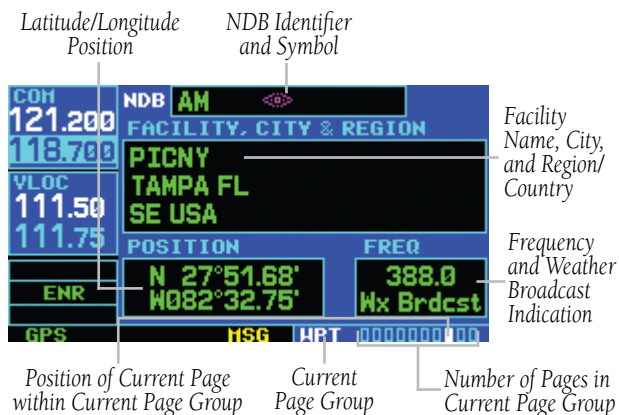 Latitude/Longitude
Position
NDB Identifier
and Symbol
COM
121.200
118.700
VLOC
111.50
111.75
ENR
GPS
NDB AM
FACILITY, CITY & REGION
PICNY
TAMPA FL
SE USA
POSITION
N 27°51.68'
W082°32.75'
FREQ
388.0
Wx Brdcst
MSG
WPT
Facility
Name, City,
and Region/
Country
Frequency
and Weather
Broadcast
Indication
Position of Current Page
within Current Page Group
Current
Page Group
Number of Pages in
Current Page Group